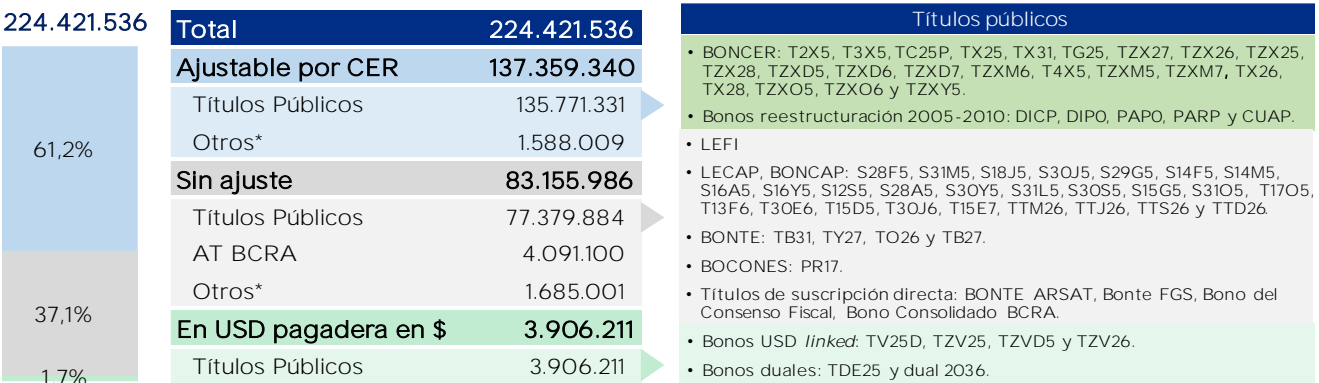 224.421.536
61,2%
37,1%
1,7%
Total 224.421.536
Ajustable por CER 137.359.340
Títulos Públicos 135.771.331
Otros* 1.588.009
Sin ajuste 83.155.986
Títulos Públicos 77.379.884
AT BCRA 4.091.100
Otros* 1.685.001
En USD pagadera en $ 3.906.211
Títulos Públicos 3.906.211
Títulos públicos
• BONCER: T2X5, T3X5, TC25P, TX25, TX31, TG25, TZX27, TZX26, TZX25,
TZX28, TZXD5, TZXD6, TZXD7, TZXM6, T4X5, TZXM5, TZXM7, TX26,
TX28, TZXO5, TZXO6 y TZXY5.
• Bonos reestructuración 2005-2010: DICP, DIP0, PAP0, PARP y CUAP.
• LEFI
• LECAP, BONCAP: S28F5, S31M5, S18J5, S30J5, S29G5, S14F5, S14M5,
S16A5, S16Y5, S12S5, S28A5, S30Y5, S31L5, S30S5, S15G5, S31O5, T17O5,
T13F6, T30E6, T15D5, T30J6, T15E7, TTM26, TTJ26, TTS26 y TTD26.
• BONTE: TB31, TY27, TO26 y TB27.
• BOCONES: PR17.
• Títulos de suscripción directa: BONTE ARSAT, Bonte FGS, Bono del
Consenso Fiscal, Bono Consolidado BCRA.
• Bonos USD linked: TV25D, TZV25, TZVD5 y TZV26.
• Bonos duales: TDE25 y dual 2036.